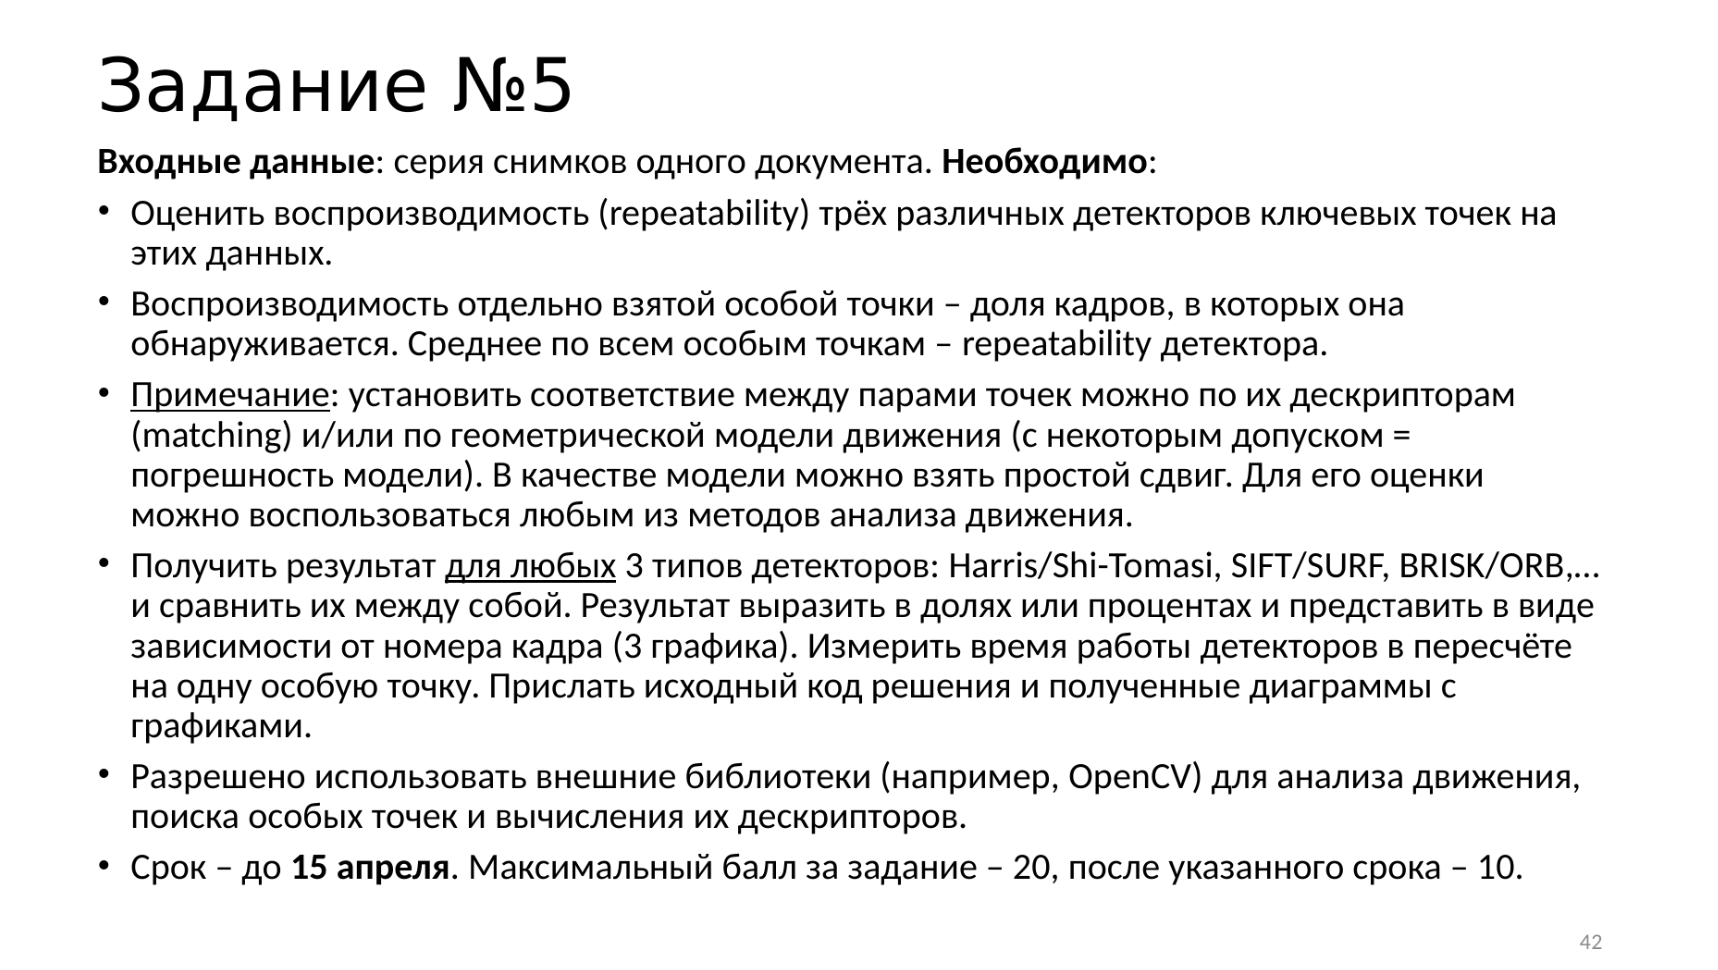 Задание №5
Входные данные: серия снимков одного документа. Необходимо:
• Оценить воспроизводимость (repeatability) трёх различных детекторов ключевых точек на
этих данных.
• Воспроизводимость отдельно взятой особой точки – доля кадров, в которых она
обнаруживается. Среднее по всем особым точкам – repeatability детектора.
• Примечание: установить соответствие между парами точек можно по их дескрипторам
(matching) и/или по геометрической модели движения (с некоторым допуском =
погрешность модели). В качестве модели можно взять простой сдвиг. Для его оценки
можно воспользоваться любым из методов анализа движения.
• Получить результат для любых 3 типов детекторов: Harris/Shi-Tomasi, SIFT/SURF, BRISK/ORB,…
и сравнить их между собой. Результат выразить в долях или процентах и представить в виде
зависимости от номера кадра (3 графика). Измерить время работы детекторов в пересчёте
на одну особую точку. Прислать исходный код решения и полученные диаграммы с
графиками.
• Разрешено использовать внешние библиотеки (например, OpenCV) для анализа движения,
поиска особых точек и вычисления их дескрипторов.
• Срок – до 15 апреля. Максимальный балл за задание – 20, после указанного срока – 10.
42